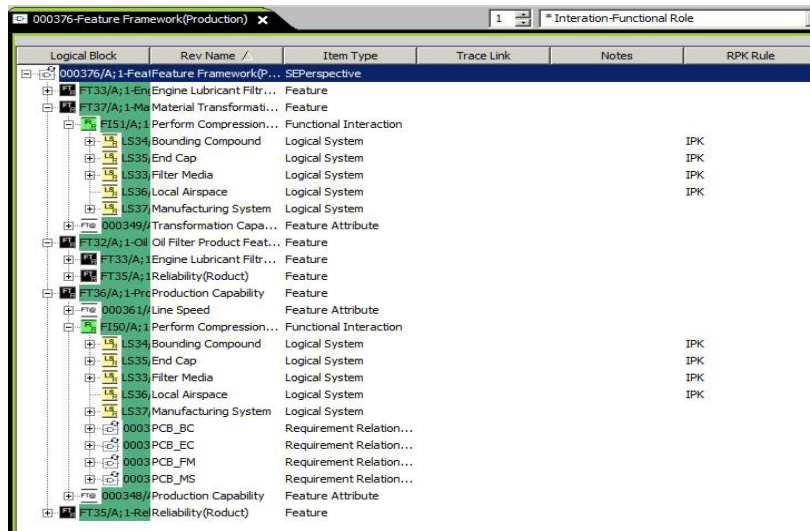 000376-Feature Framework(Production) X 1 * Interation-Functional Role
Logical Block Rev Name Item Type Trace Link Notes RPK Rule
000376/A;1-Feat Feature Framework(P... SEPerspective
FT33/A;1-Eng Engine Lubricant Filtr... Feature
FT37/A;1-Ma Material Transformati... Feature
FI51/A;1 Perform Compression... Functional Interaction
LS34/ Bounding Compound Logical System IPK
LS35/ End Cap Logical System IPK
LS33/ Filter Media Logical System IPK
LS36/ Local Airspace Logical System IPK
LS37/ Manufacturing System Logical System
000349/ Transformation Capa... Feature Attribute
FT32/A;1-Oil Oil Filter Product Feat... Feature
FT33/A;1 Engine Lubricant Filtr... Feature
FT35/A;1 Reliability(Roduct) Feature
FT36/A;1-Pro Production Capability Feature
000361/ Line Speed Feature Attribute
FI50/A;1 Perform Compression... Functional Interaction
LS34/ Bounding Compound Logical System IPK
LS35/ End Cap Logical System IPK
LS33/ Filter Media Logical System IPK
LS36/ Local Airspace Logical System IPK
LS37/ Manufacturing System Logical System
0003 PCB_BC Requirement Relation...
0003 PCB_EC Requirement Relation...
0003 PCB_FM Requirement Relation...
0003 PCB_MS Requirement Relation...
000348/ Production Capability Feature Attribute
FT35/A;1-Rel Reliability(Roduct) Feature